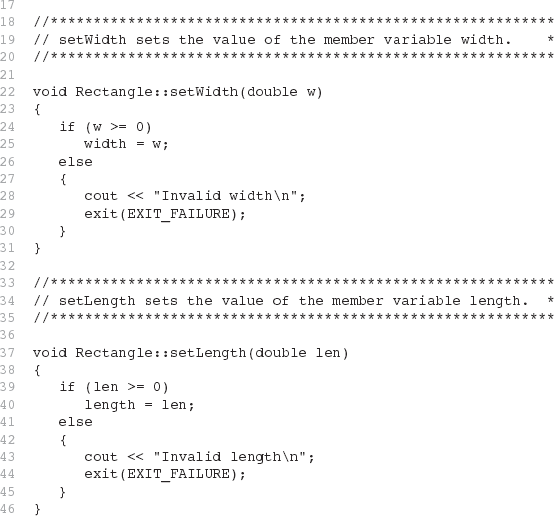 17
18 //************************************************************
19 // setWidth sets the value of the member variable width.    *
20 //************************************************************
21
22 void Rectangle::setWidth(double w)
23 {
24    if (w >= 0)
25       width = w;
26    else
27    {
28       cout << "Invalid width\n";
29       exit(EXIT_FAILURE);
30    }
31 }
32
33 //************************************************************
34 // setLength sets the value of the member variable length.  *
35 //************************************************************
36
37 void Rectangle::setLength(double len)
38 {
39    if (len >= 0)
40       length = len;
41    else
42    {
43       cout << "Invalid length\n";
44       exit(EXIT_FAILURE);
45    }
46 }